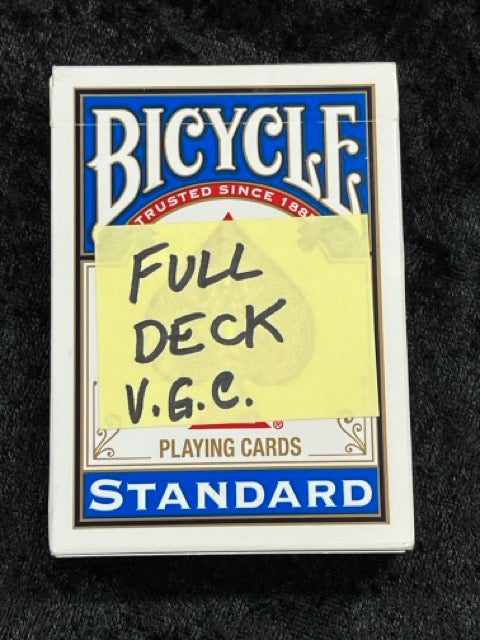 BICYCLE
TRUSTED SINCE 188
FULL
DECK
V.G.C.
®
PLAYING CARDS
STANDARD